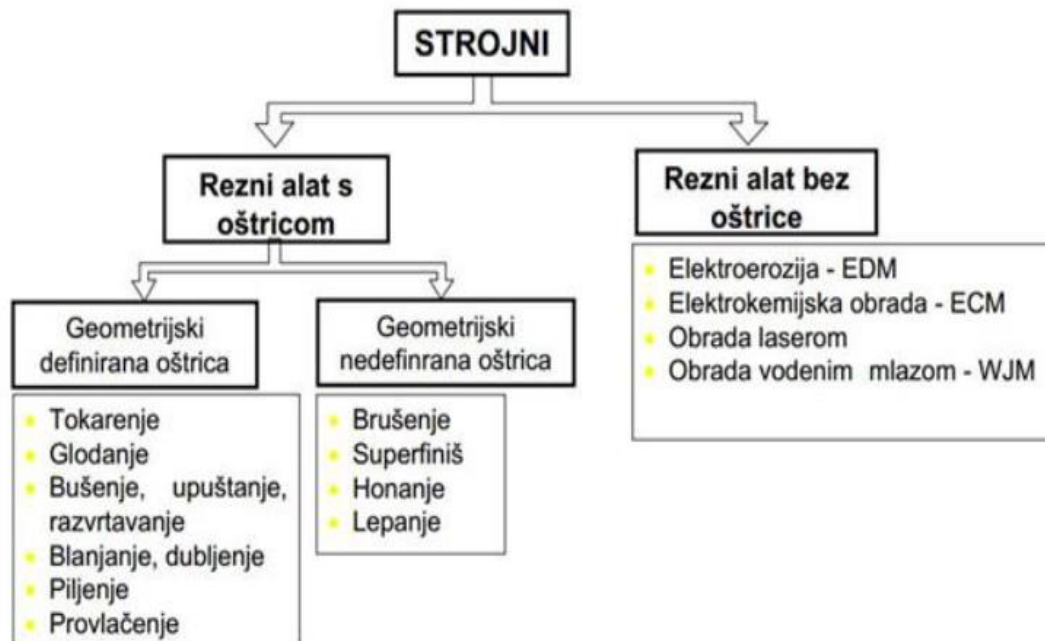 STROJNI
Rezni alat s
oštricom
Rezni alat bez
oštrice
Elektroerozija - EDM
Elektrokemijska obrada - ECM
Obrada laserom
Obrada vodenim mlazom - WJM
Geometrijski
definirana oštrica
Geometrijski
nedefinrana oštrica
Tokarenje
Glodanje
Bušenje, upuštanje,
razvrtavanje
Blanjanje, dubljenje
Piljenje
Provlačenje
Brušenje
Superfiniš
Honanje
Lepanje